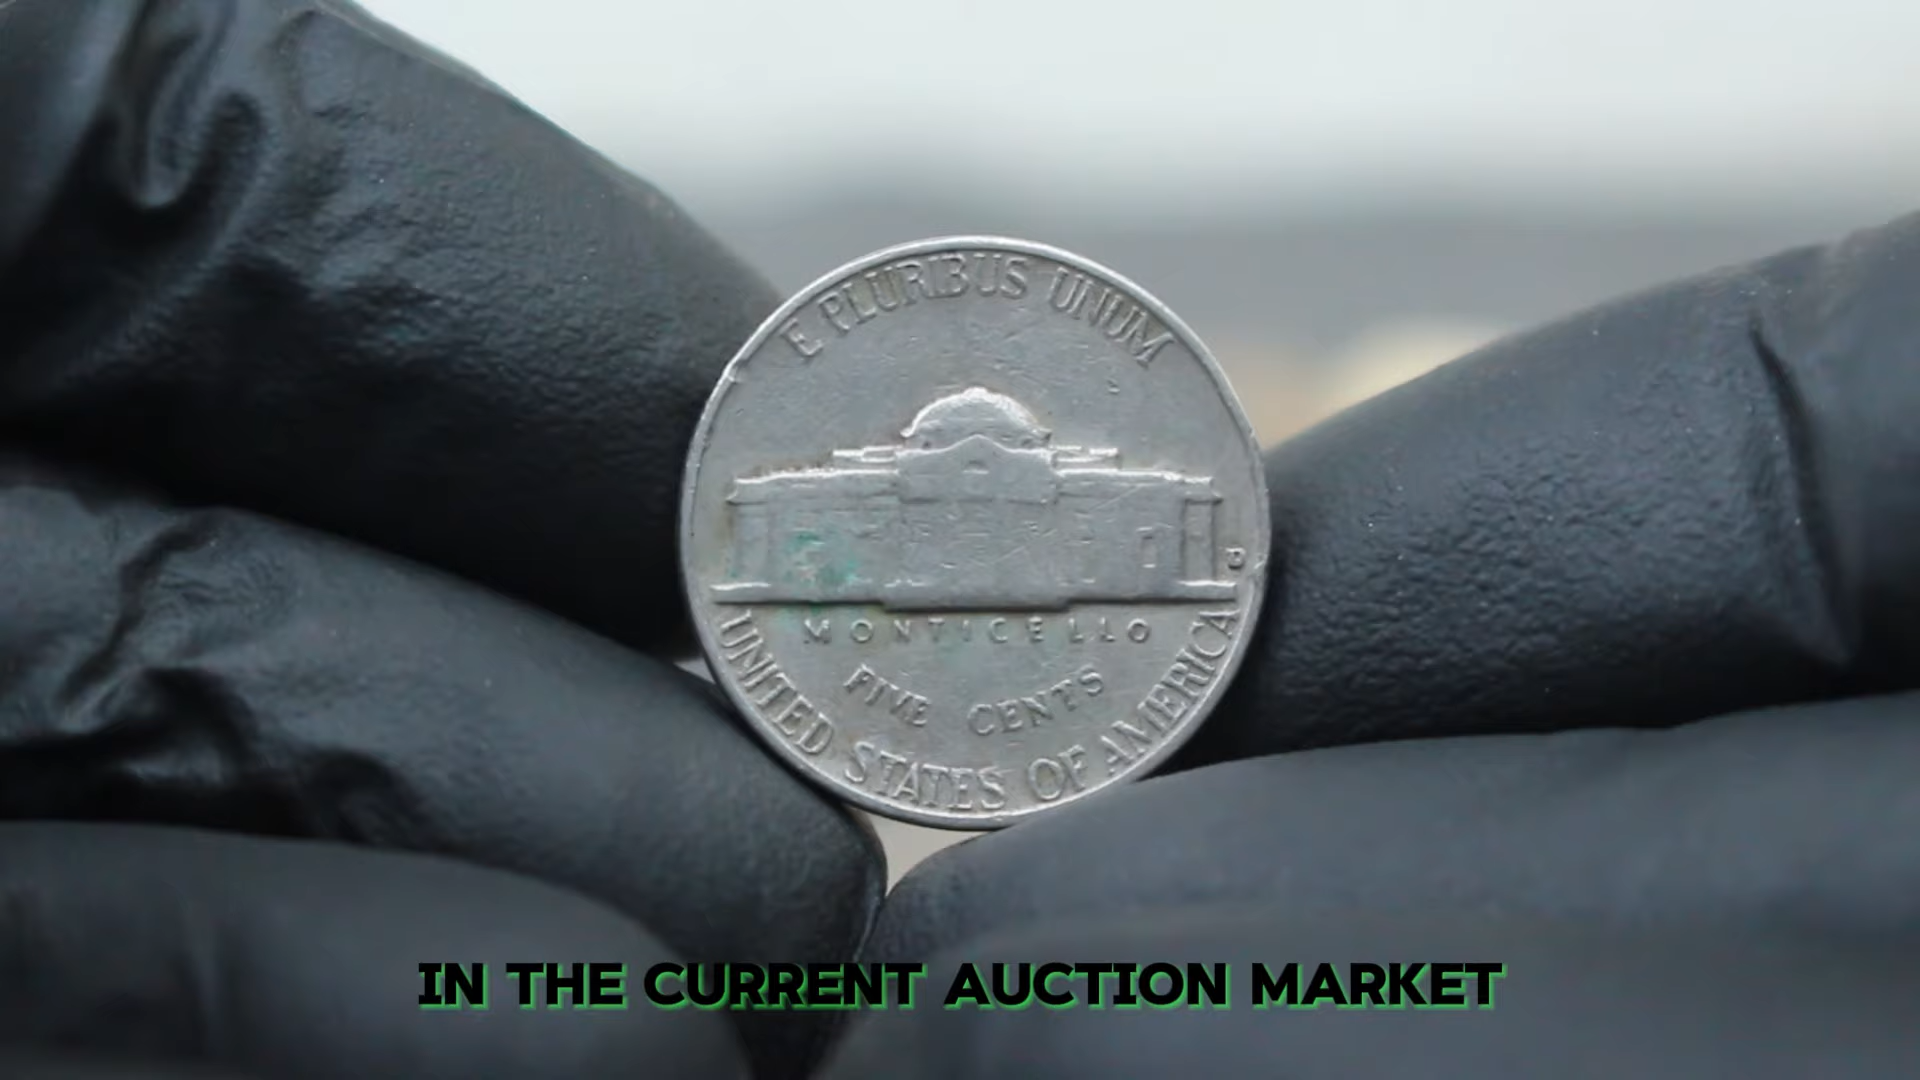 E PLURIBUS UNUM
MONTICELLO
FIVE CENTS
UNITED STATES OF AMERICA
IN THE CURRENT AUCTION MARKET